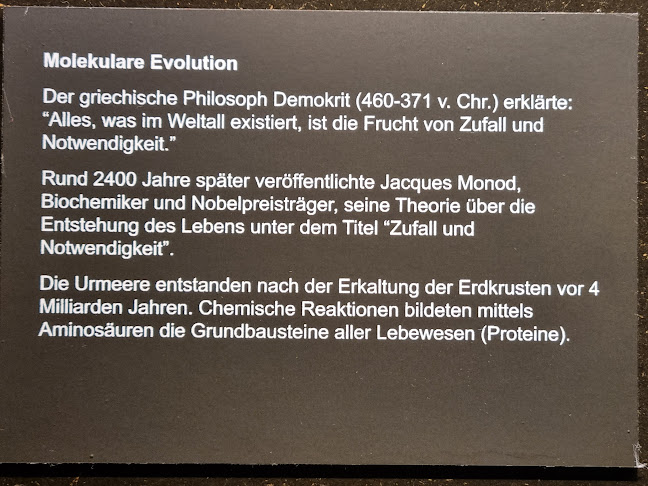 Molekulare Evolution
Der griechische Philosoph Demokrit (460-371 v. Chr.) erklärte:
“Alles, was im Weltall existiert, ist die Frucht von Zufall und
Notwendigkeit.”
Rund 2400 Jahre später veröffentlichte Jacques Monod,
Biochemiker und Nobelpreisträger, seine Theorie über die
Entstehung des Lebens unter dem Titel “Zufall und
Notwendigkeit”.
Die Urmeere entstanden nach der Erkaltung der Erdkrusten vor 4
Milliarden Jahren. Chemische Reaktionen bildeten mittels
Aminosäuren die Grundbausteine aller Lebewesen (Proteine).